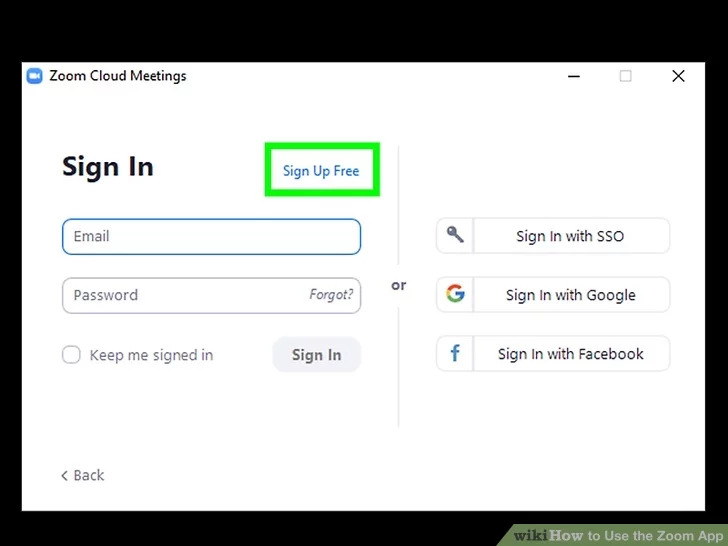 Zoom Cloud Meetings
Sign In
Sign Up Free
Email
Password
Forgot?
Keep me signed in
Sign In
or
Sign In with SSO
Sign In with Google
Sign In with Facebook
< Back
wikiHow to Use the Zoom App